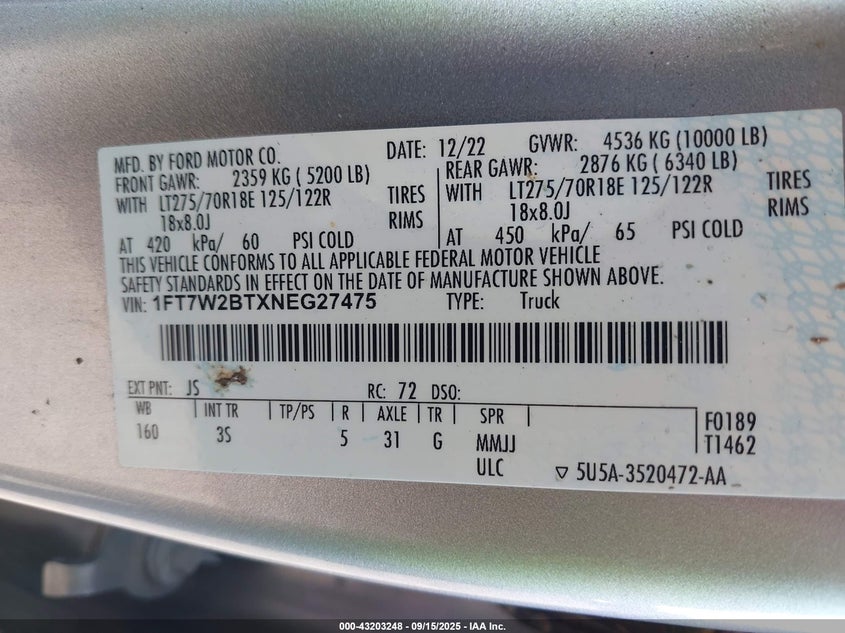 MFD. BY FORD MOTOR CO. DATE: 12/22 GVWR: 4536 KG (10000 LB)
FRONT GAWR: 2359 KG ( 5200 LB) REAR GAWR: 2876 KG ( 6340 LB)
WITH LT275/70R18E 125/122R TIRES WITH LT275/70R18E 125/122R TIRES
18x8.0J RIMS 18x8.0J RIMS
AT 420 kPa/ 60 PSI COLD AT 450 kPa/ 65 PSI COLD
THIS VEHICLE CONFORMS TO ALL APPLICABLE FEDERAL MOTOR VEHICLE
SAFETY STANDARDS IN EFFECT ON THE DATE OF MANUFACTURE SHOWN ABOVE.
VIN: 1FT7W2BTXNEG27475 TYPE: Truck
EXT PNT: JS RC: 72 DSO:
WB INT TR TP/PS R AXLE TR SPR F0189
160 3S 5 31 G MMJJ T1462
ULC 5U5A-3520472-AA
000-43203248 - 09/15/2025 - IAA Inc.